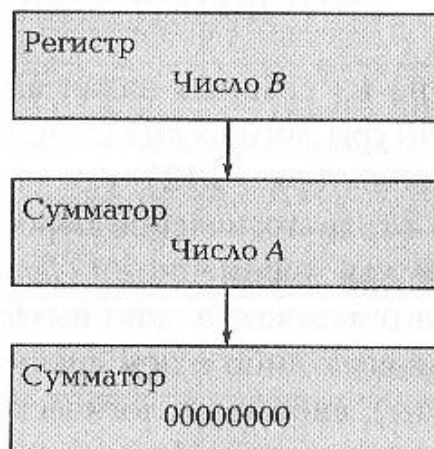 Регистр
Число B
Сумматор
Число A
Сумматор
00000000